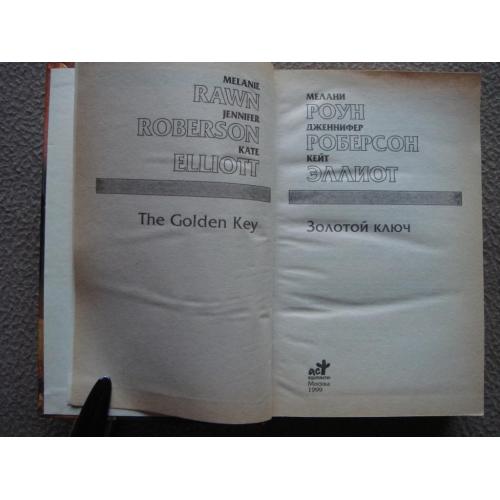 MELANIE
RAWN
JENNIFER
ROBERSON
KATE
ELLIOTT
The Golden Key
МЕЛАНИ
РОУН
ДЖЕННИФЕР
РОБЕРСОН
КЕЙТ
ЭЛЛИОТ
Золотой ключ
аст
Москва
1999